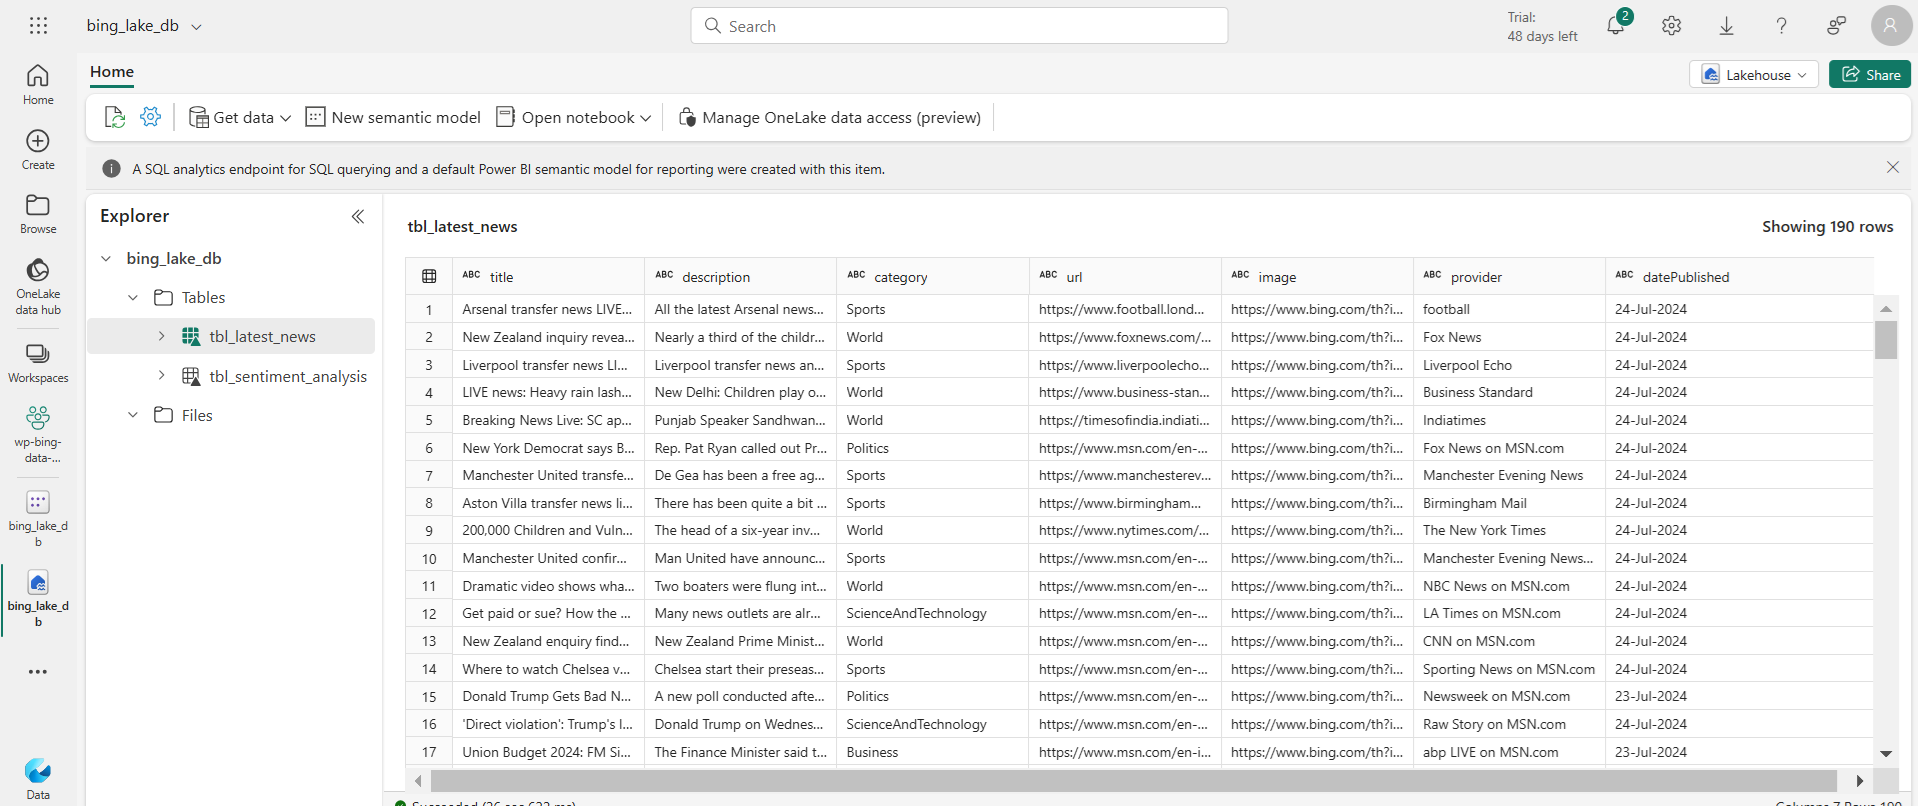 bing_lake_db
Search
Trial:
48 days left
2
A
Home
Lakehouse
Share
Get data
New semantic model
Open notebook
Manage OneLake data access (preview)
A SQL analytics endpoint for SQL querying and a default Power BI semantic model for reporting were created with this item.
Home
Create
Browse
OneLake
data hub
Workspaces
wp-bing-
data-...
bing_lake_d
b
bing_lake_d
b
Data
Explorer
bing_lake_db
Tables
tbl_latest_news
tbl_sentiment_analysis
Files
tbl_latest_news
Showing 190 rows
ABC title ABC description ABC category ABC url ABC image ABC provider ABC datePublished
1 Arsenal transfer news LIVE... All the latest Arsenal news... Sports https://www.football.lond... https://www.bing.com/th?i... football 24-Jul-2024
2 New Zealand inquiry revea... Nearly a third of the childr... World https://www.foxnews.com/... https://www.bing.com/th?i... Fox News 24-Jul-2024
3 Liverpool transfer news LI... Liverpool transfer news an... Sports https://www.liverpoolecho... https://www.bing.com/th?i... Liverpool Echo 24-Jul-2024
4 LIVE news: Heavy rain lash... New Delhi: Children play o... World https://www.business-stan... https://www.bing.com/th?i... Business Standard 24-Jul-2024
5 Breaking News Live: SC ap... Punjab Speaker Sandhwan... World https://timesofindia.indiati... https://www.bing.com/th?i... Indiatimes 24-Jul-2024
6 New York Democrat says B... Rep. Pat Ryan called out Pr... Politics https://www.msn.com/en-... https://www.bing.com/th?i... Fox News on MSN.com 24-Jul-2024
7 Manchester United transfe... De Gea has been a free ag... Sports https://www.manchesterev... https://www.bing.com/th?i... Manchester Evening News 24-Jul-2024
8 Aston Villa transfer news li... There has been quite a bit ... Sports https://www.birmingham... https://www.bing.com/th?i... Birmingham Mail 24-Jul-2024
9 200,000 Children and Vuln... The head of a six-year inv... World https://www.nytimes.com/... https://www.bing.com/th?i... The New York Times 24-Jul-2024
10 Manchester United confir... Man United have announc... Sports https://www.msn.com/en-... https://www.bing.com/th?i... Manchester Evening News... 24-Jul-2024
11 Dramatic video shows wha... Two boaters were flung int... World https://www.msn.com/en-... https://www.bing.com/th?i... NBC News on MSN.com 24-Jul-2024
12 Get paid or sue? How the ... Many news outlets are alr... ScienceAndTechnology https://www.msn.com/en-... https://www.bing.com/th?i... LA Times on MSN.com 24-Jul-2024
13 New Zealand enquiry find... New Zealand Prime Minist... World https://www.msn.com/en-... https://www.bing.com/th?i... CNN on MSN.com 24-Jul-2024
14 Where to watch Chelsea v... Chelsea start their preseas... Sports https://www.msn.com/en-... https://www.bing.com/th?i... Sporting News on MSN.com 24-Jul-2024
15 Donald Trump Gets Bad N... A new poll conducted afte... Politics https://www.msn.com/en-... https://www.bing.com/th?i... Newsweek on MSN.com 23-Jul-2024
16 'Direct violation': Trump's l... Donald Trump on Wednes... ScienceAndTechnology https://www.msn.com/en-... https://www.bing.com/th?i... Raw Story on MSN.com 24-Jul-2024
17 Union Budget 2024: FM Si... The Finance Minister said t... Business https://www.msn.com/en-i... https://www.bing.com/th?i... abp LIVE on MSN.com 23-Jul-2024
Succeeded (26 sec 622 ms)
Columns 7 Rows 190